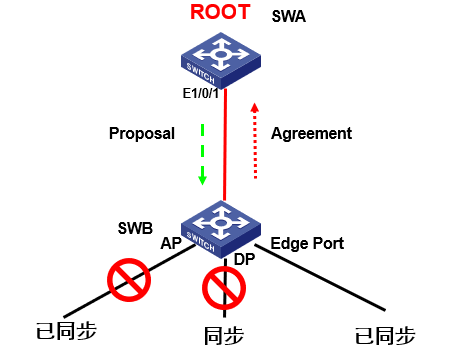 ROOT
SWA
SWITCH
E1/0/1
Proposal
Agreement
SWB
SWITCH
AP
DP
Edge Port
已同步
同步
已同步